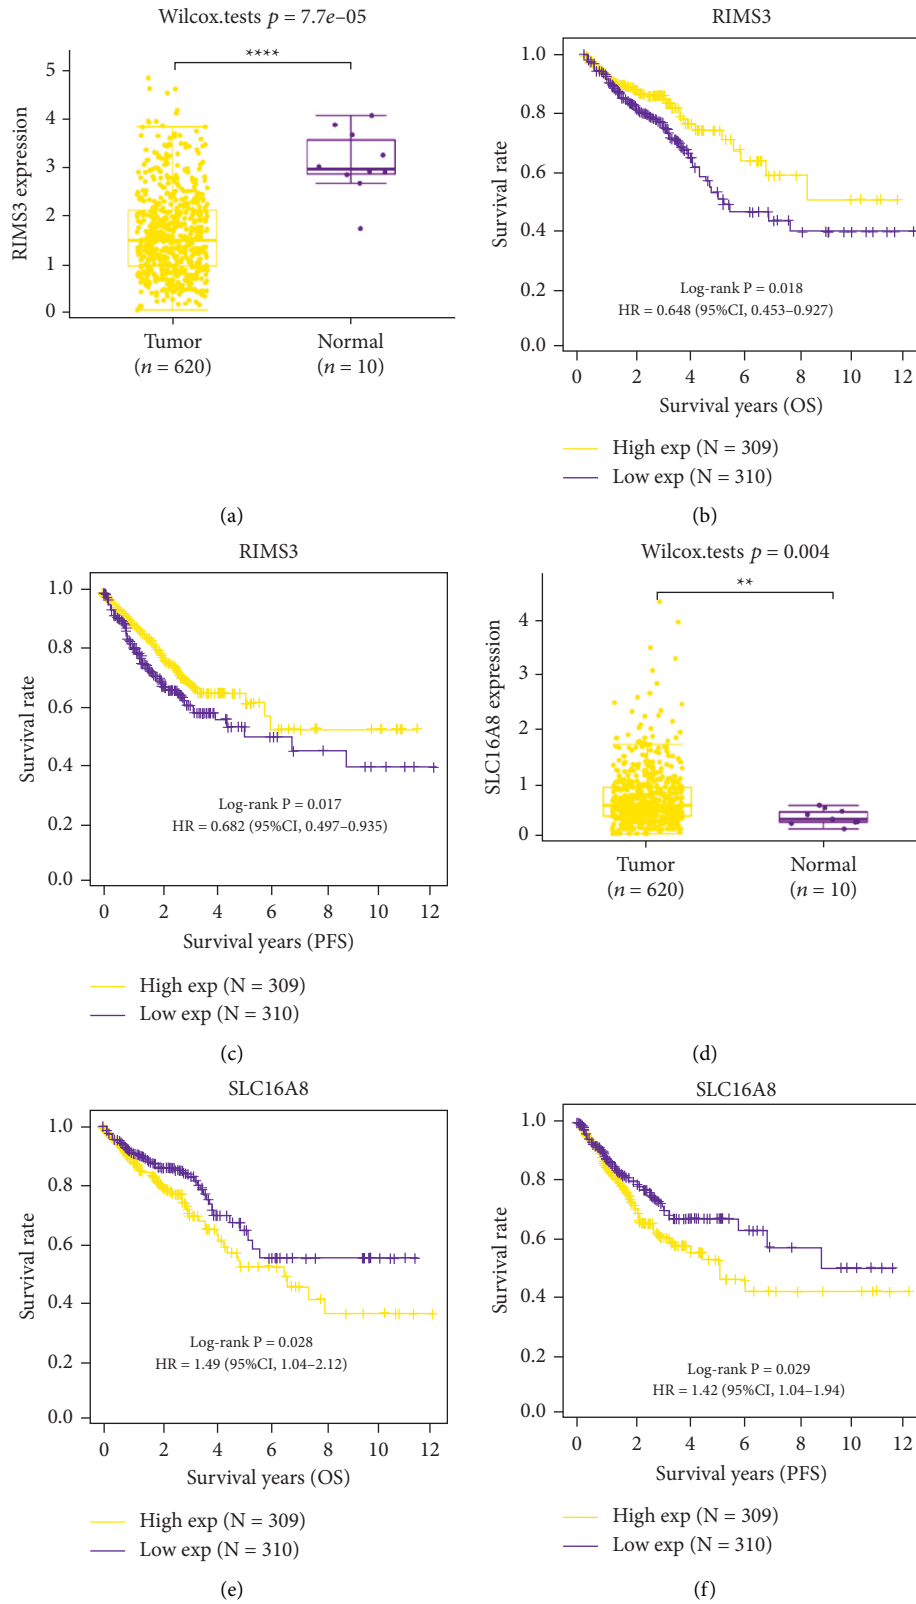 Wilcox.tests p = 7.7e–05
****
RIMS3 expression
5
4
3
2
1
0
Tumor
(n = 620)
Normal
(n = 10)
(a)
RIMS3
Survival rate
1.0
0.8
0.6
0.4
0.2
0.0
Log-rank P = 0.018
HR = 0.648 (95%CI, 0.453–0.927)
0 2 4 6 8 10 12
Survival years (OS)
High exp (N = 309)
Low exp (N = 310)
(b)
RIMS3
Survival rate
1.0
0.8
0.6
0.4
0.2
0.0
Log-rank P = 0.017
HR = 0.682 (95%CI, 0.497–0.935)
0 2 4 6 8 10 12
Survival years (PFS)
High exp (N = 309)
Low exp (N = 310)
(c)
Wilcox.tests p = 0.004
**
SLC16A8 expression
4
3
2
1
0
Tumor
(n = 620)
Normal
(n = 10)
(d)
SLC16A8
Survival rate
1.0
0.8
0.6
0.4
0.2
0.0
Log-rank P = 0.028
HR = 1.49 (95%CI, 1.04–2.12)
0 2 4 6 8 10 12
Survival years (OS)
High exp (N = 309)
Low exp (N = 310)
(e)
SLC16A8
Survival rate
1.0
0.8
0.6
0.4
0.2
0.0
Log-rank P = 0.029
HR = 1.42 (95%CI, 1.04–1.94)
0 2 4 6 8 10 12
Survival years (PFS)
High exp (N = 309)
Low exp (N = 310)
(f)